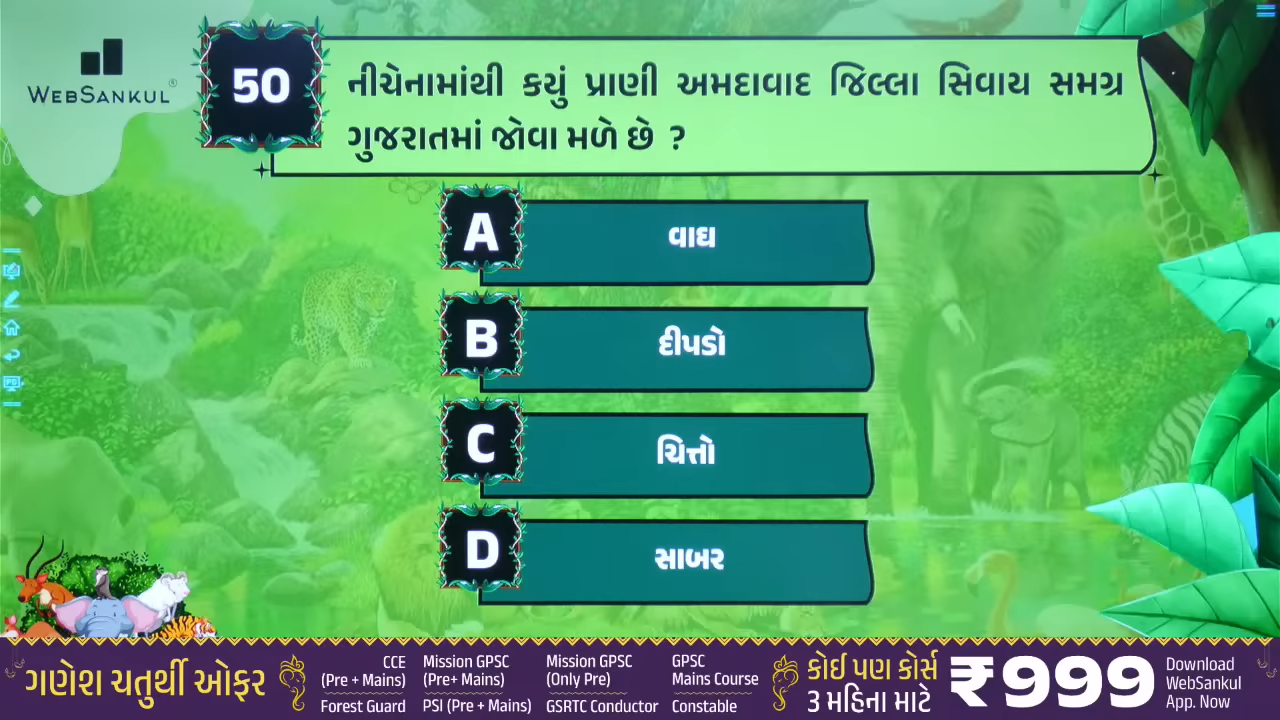 WEBSANKUL®
50
નીચેનામાંથી કયું પ્રાણી અમદાવાદ જિલ્લા સિવાય સમગ્ર
ગુજરાતમાં જોવા મળે છે ?
A વાઘ
B દીપડો
C ચિત્તો
D સાબર
ગણેશ ચતુર્થી ઓફર
CCE
(Pre + Mains)
Forest Guard
Mission GPSC
(Pre+ Mains)
PSI (Pre + Mains)
Mission GPSC
(Only Pre)
GSRTC Conductor
GPSC
Mains Course
Constable
કોઈ પણ કોર્સ
3 મહિના માટે
₹999
Download
WebSankul
App. Now